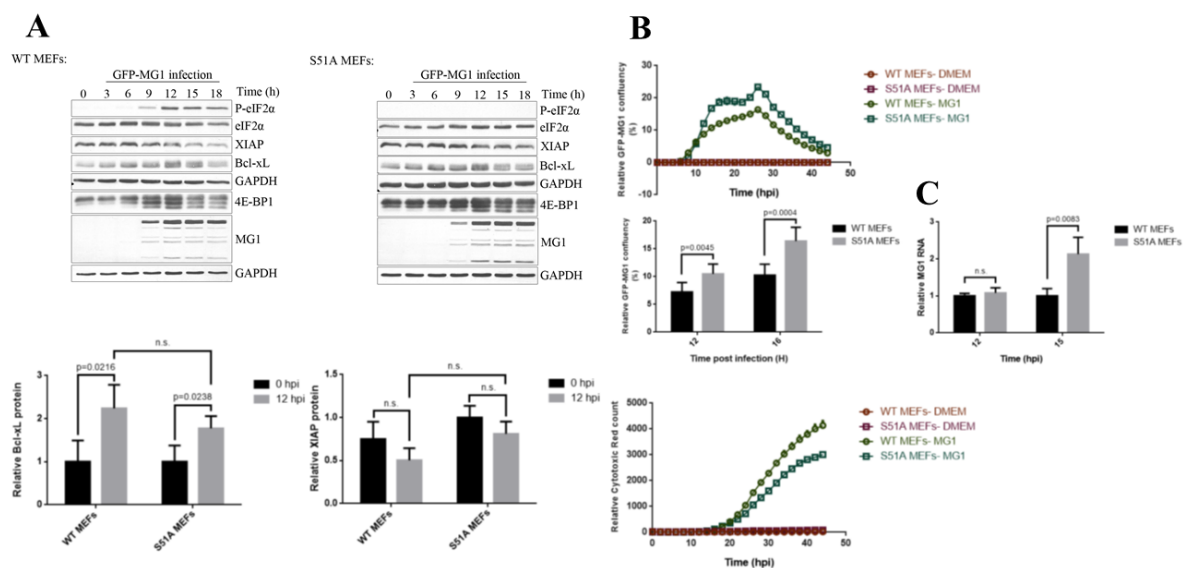 A
WT MEFs:
GFP-MG1 infection
0 3 6 9 12 15 18 Time (h)
P-eIF2α
eIF2α
XIAP
Bcl-xL
GAPDH
4E-BP1
MG1
GAPDH
S51A MEFs:
GFP-MG1 infection
0 3 6 9 12 15 18 Time (h)
P-eIF2α
eIF2α
XIAP
Bcl-xL
GAPDH
4E-BP1
MG1
GAPDH
Relative Bcl-xL protein
3
2
1
0
p=0.0216
n.s.
p=0.0238
0 hpi
12 hpi
WT MEFs
S51A MEFs
Relative XIAP protein
1.5
1.0
0.5
0.0
n.s.
n.s.
n.s.
0 hpi
12 hpi
WT MEFs
S51A MEFs
B
Relative GFP-MG1 confluency
(%)
30
20
10
0
-10
10 20 30 40 50
Time (hpi)
WT MEFs- DMEM
S51A MEFs- DMEM
WT MEFs- MG1
S51A MEFs- MG1
Relative GFP-MG1 confluency
(%)
20
15
10
5
0
p=0.0045
p=0.0004
WT MEFs
S51A MEFs
12 16
Time post infection (H)
C
Relative MG1 RNA
3
2
1
0
n.s.
p=0.0083
WT MEFs
S51A MEFs
12 15
Time (hpi)
Relative Cytotoxic Red count
5000
4000
3000
2000
1000
0
0 10 20 30 40 50
Time (hpi)
WT MEFs- DMEM
S51A MEFs- DMEM
WT MEFs- MG1
S51A MEFs- MG1